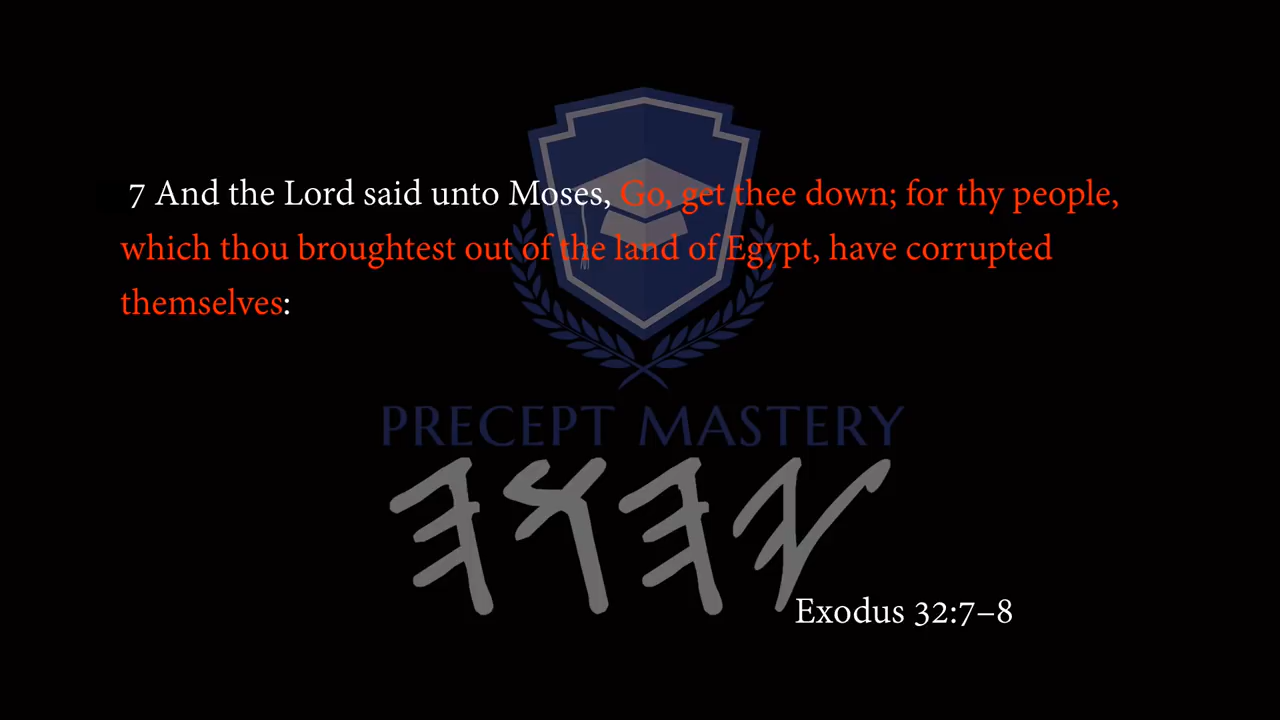 7 And the Lord said unto Moses, Go, get thee down; for thy people,
which thou broughtest out of the land of Egypt, have corrupted
themselves:
PRECEPT MASTERY
𐤉𐤄𐤅𐤄
Exodus 32:7–8